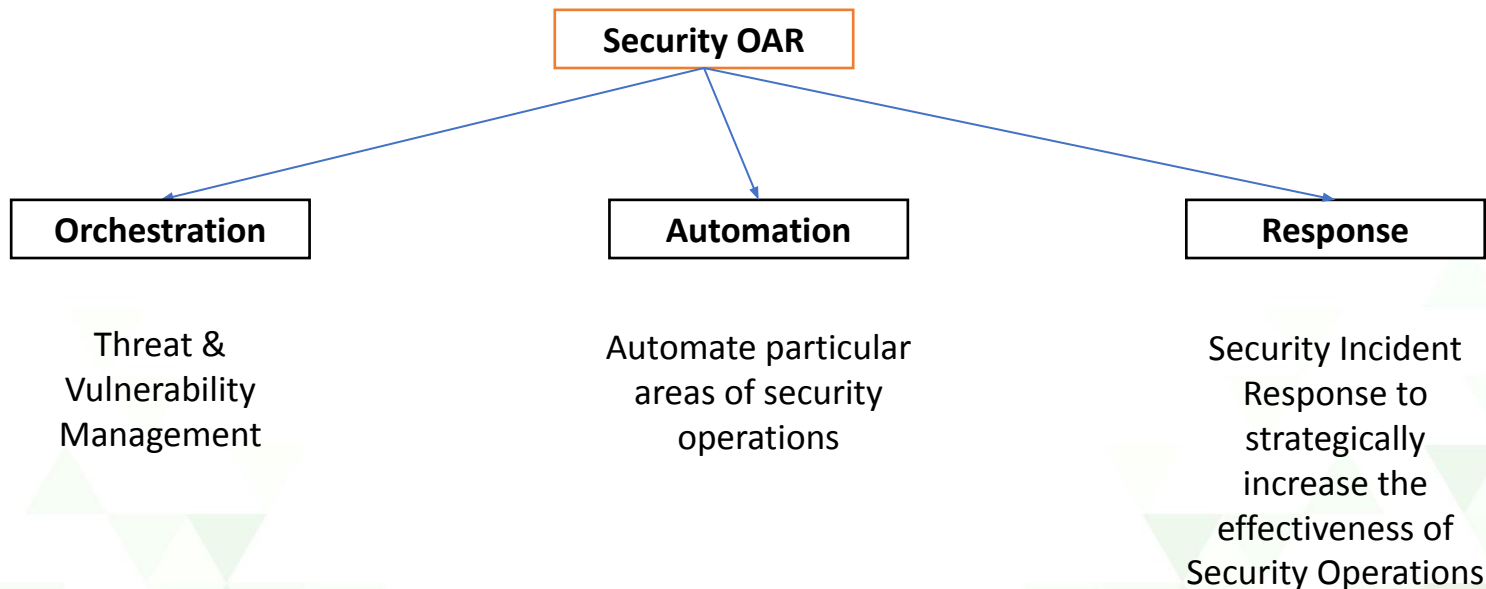 Security OAR
Orchestration
Automation
Response
Threat &
Vulnerability
Management
Automate particular
areas of security
operations
Security Incident
Response to
strategically
increase the
effectiveness of
Security Operations